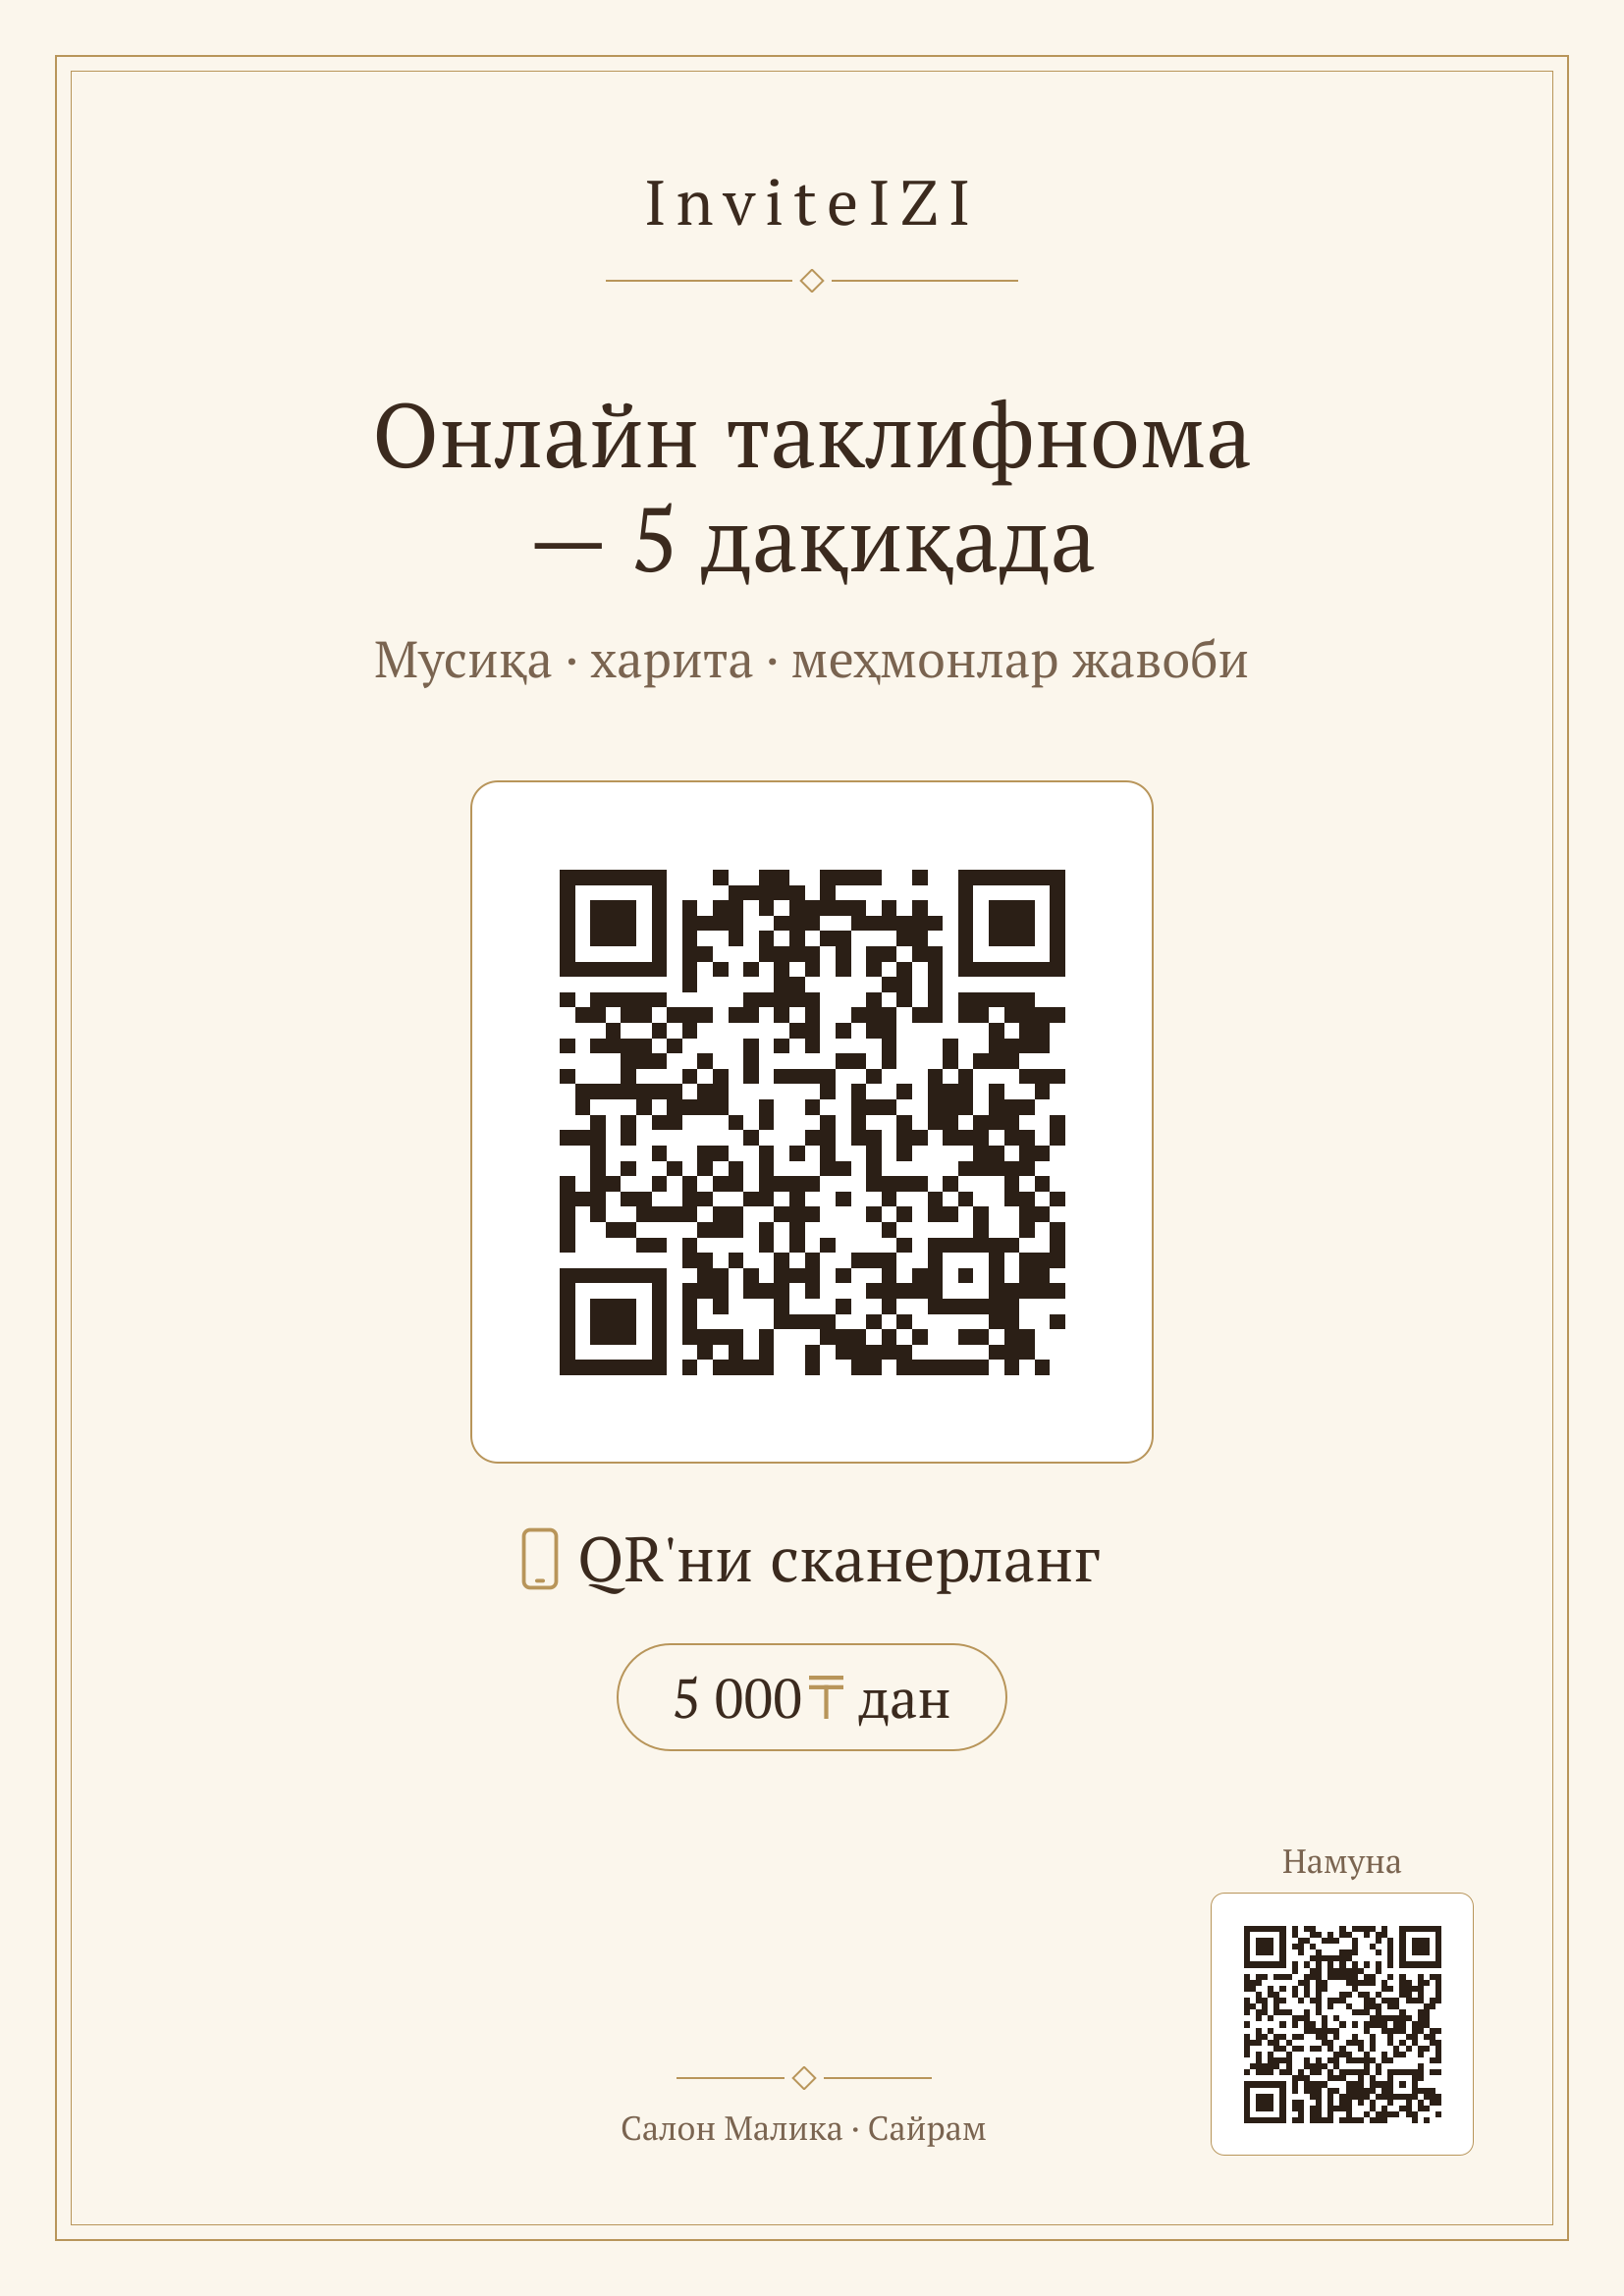 InviteIZI
Онлайн таклифнома
— 5 дақиқада
Мусиқа · харита · меҳмонлар жавоби
QR'ни сканерланг
5 000₸ дан
Намуна
Салон Малика · Сайрам